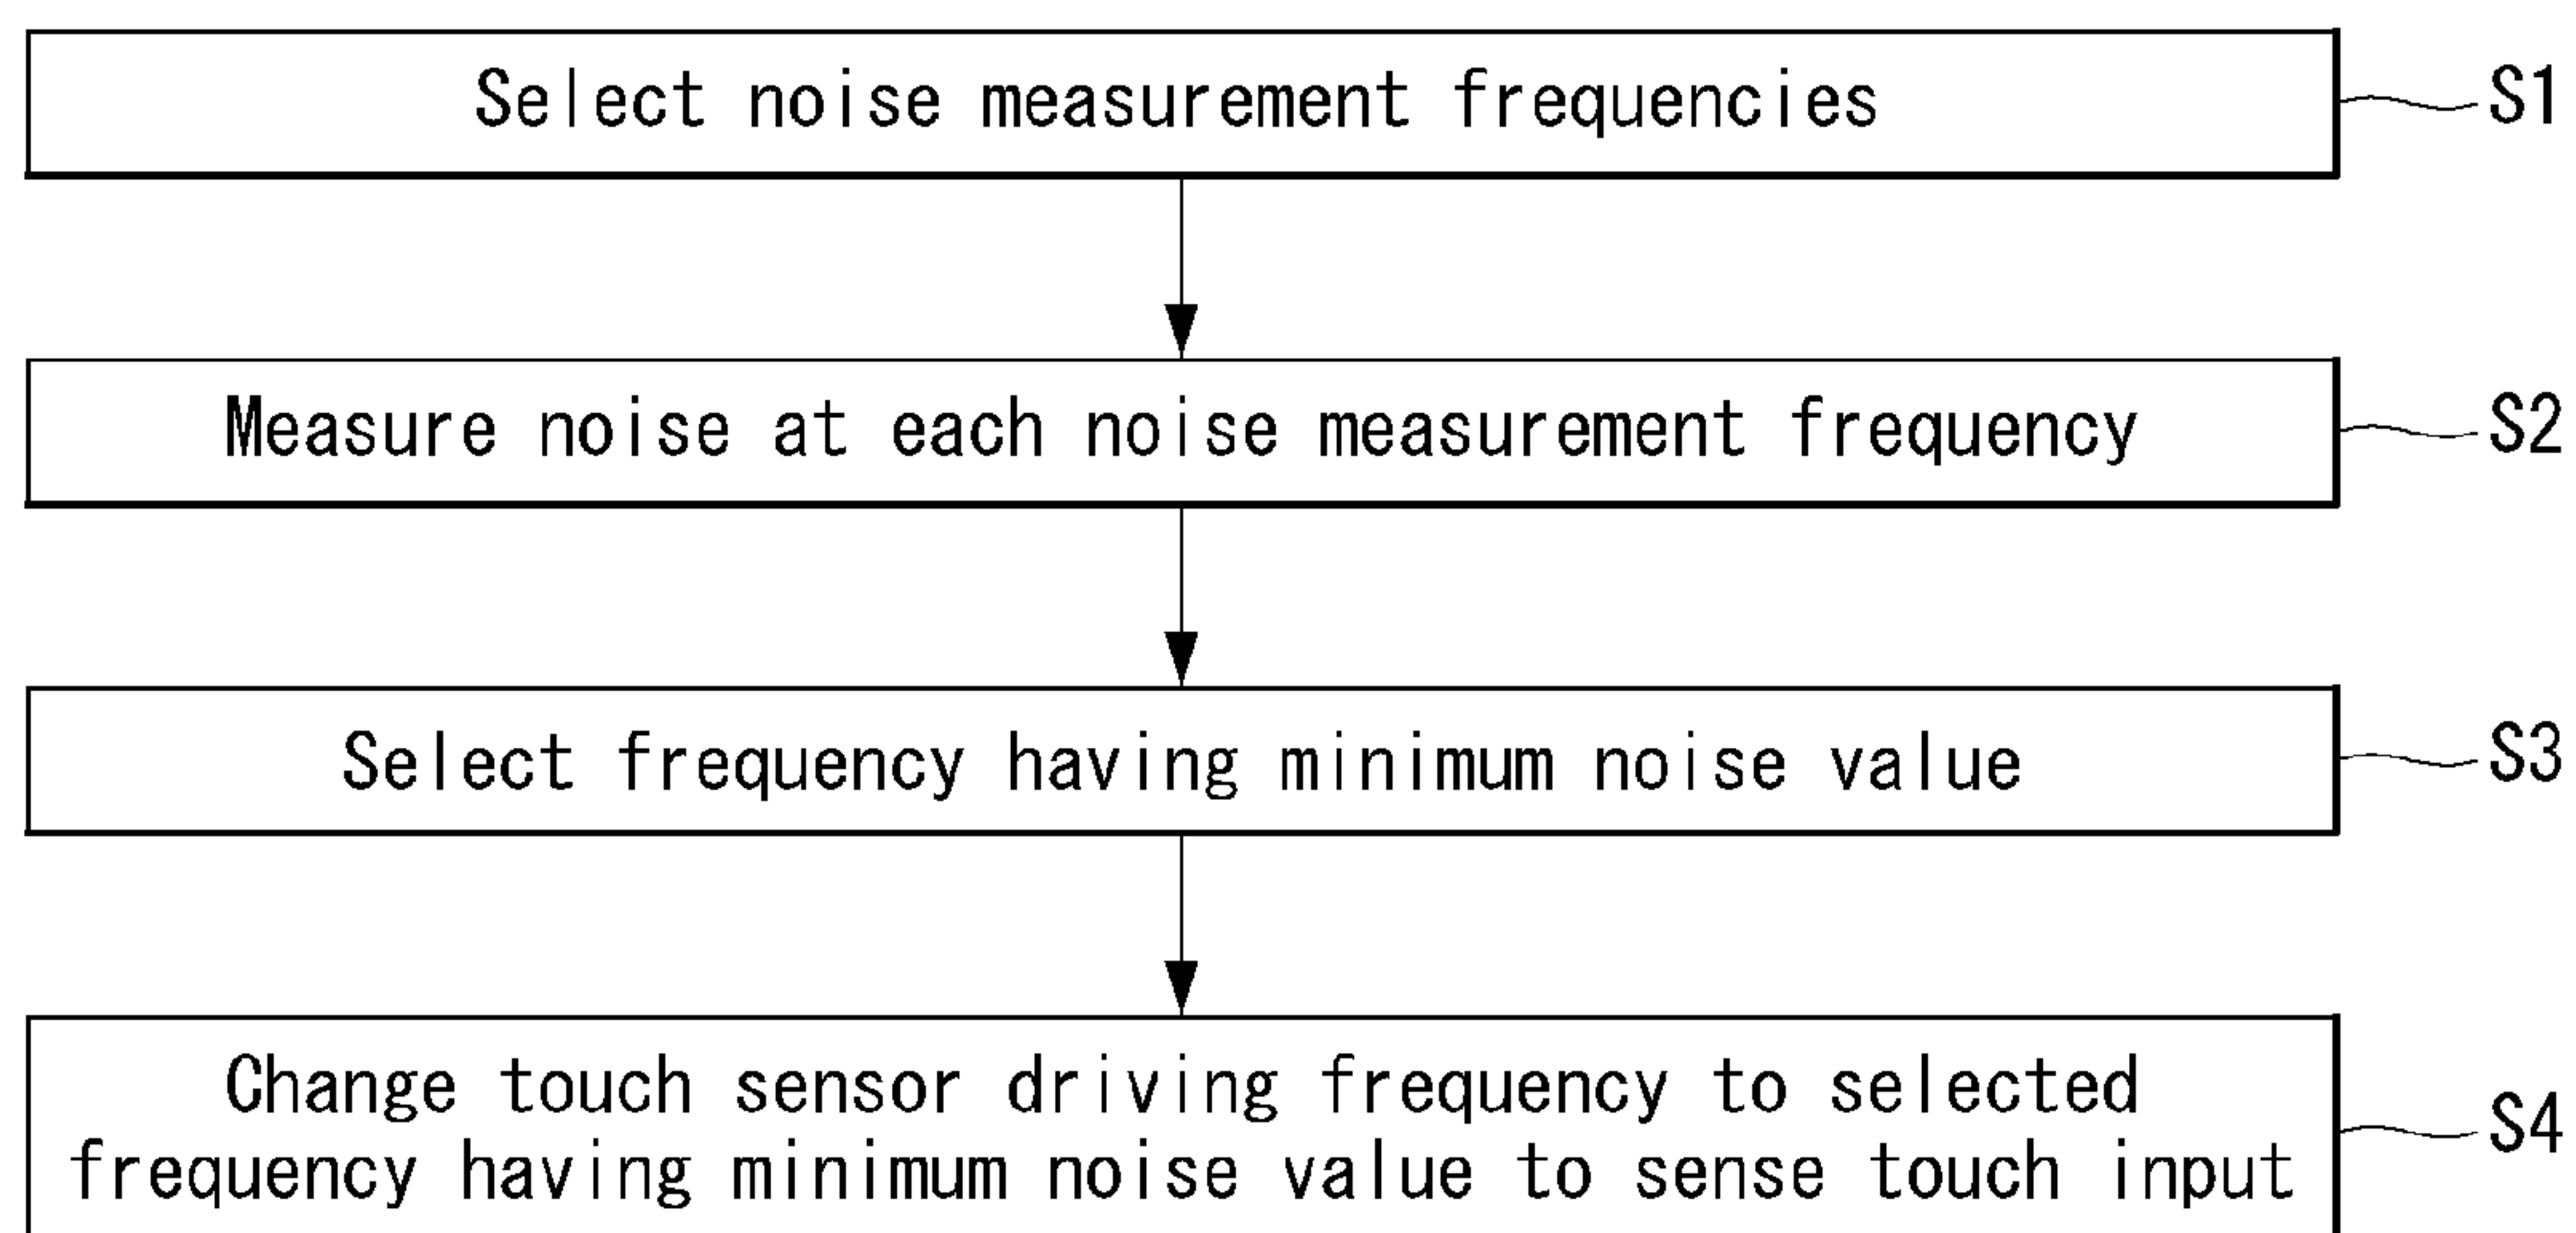 Select noise measurement frequencies
S1
Measure noise at each noise measurement frequency
S2
Select frequency having minimum noise value
S3
Change touch sensor driving frequency to selected
frequency having minimum noise value to sense touch input
S4